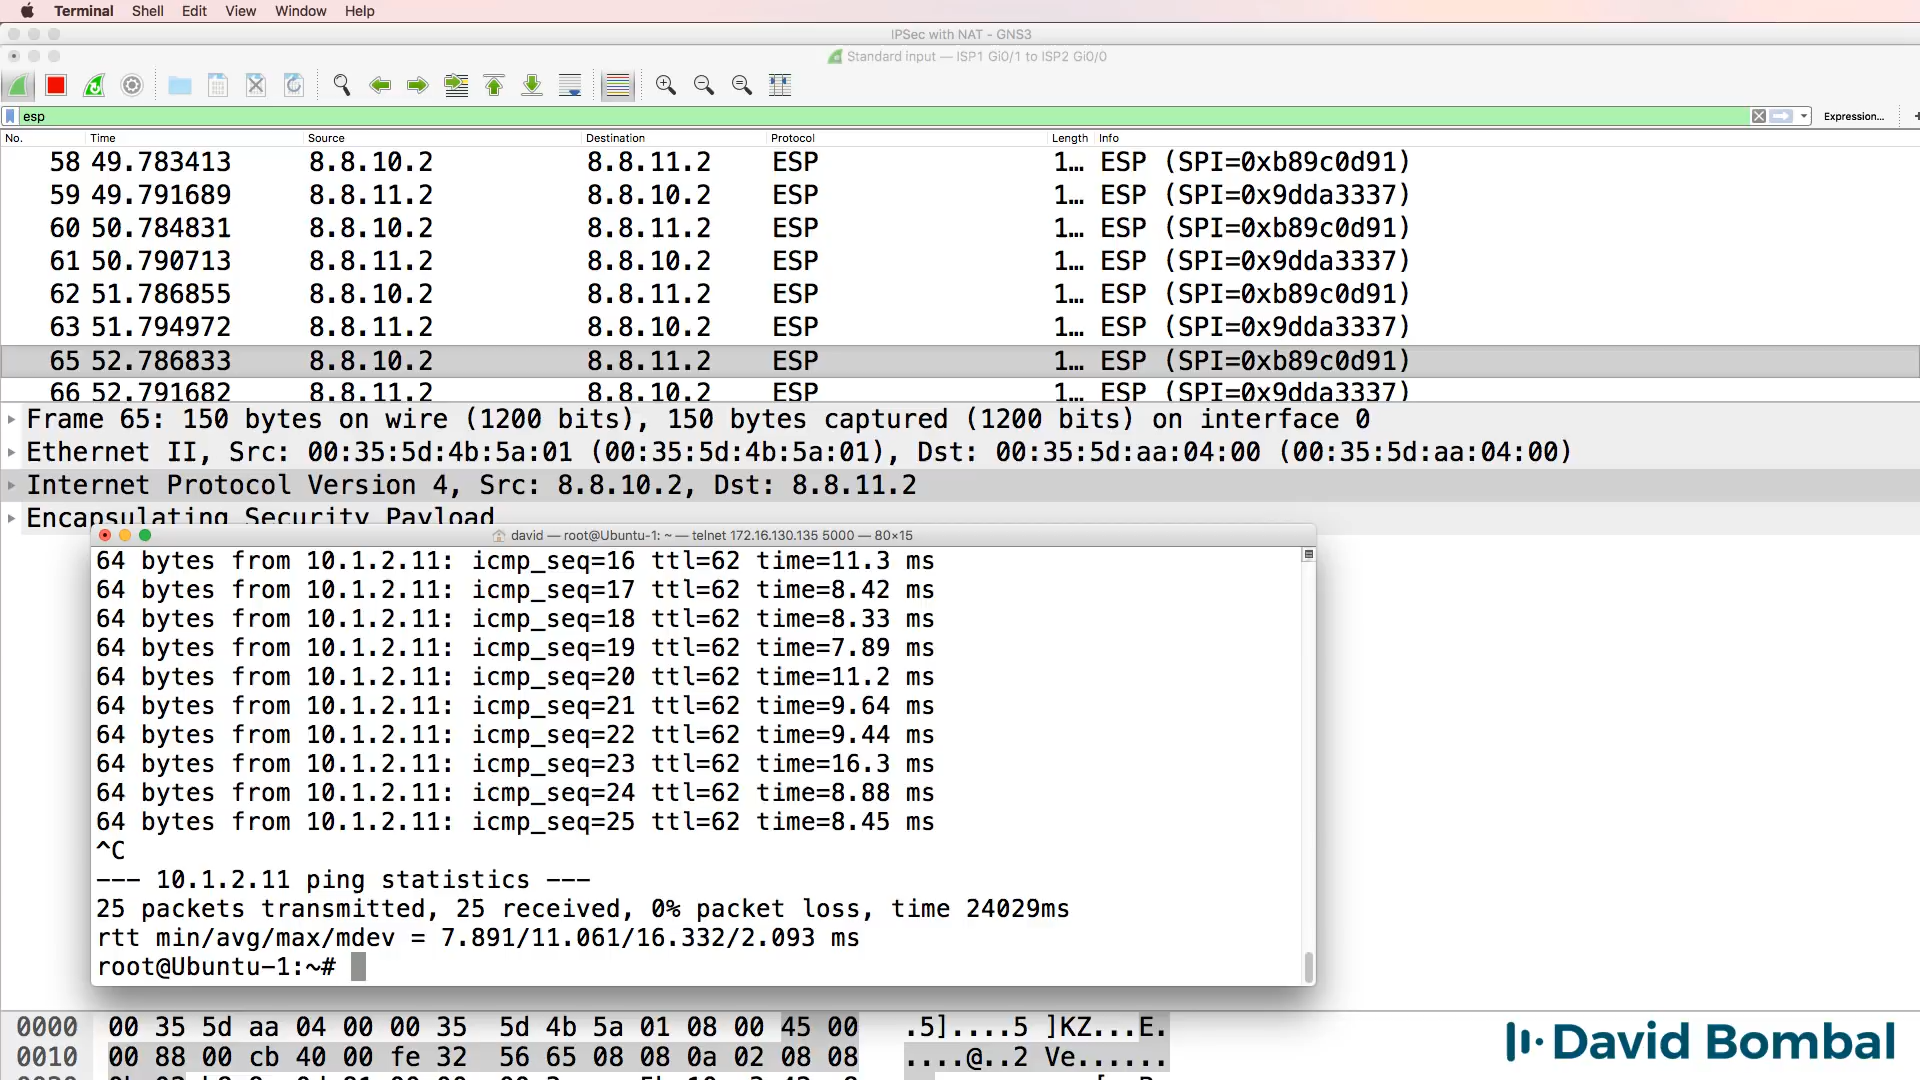 Terminal Shell Edit View Window Help
IPSec with NAT - GNS3
Standard input — ISP1 Gi0/1 to ISP2 Gi0/0
esp Expression...
No. Time Source Destination Protocol Length Info
58 49.783413 8.8.10.2 8.8.11.2 ESP 1… ESP (SPI=0xb89c0d91)
59 49.791689 8.8.11.2 8.8.10.2 ESP 1… ESP (SPI=0x9dda3337)
60 50.784831 8.8.10.2 8.8.11.2 ESP 1… ESP (SPI=0xb89c0d91)
61 50.790713 8.8.11.2 8.8.10.2 ESP 1… ESP (SPI=0x9dda3337)
62 51.786855 8.8.10.2 8.8.11.2 ESP 1… ESP (SPI=0xb89c0d91)
63 51.794972 8.8.11.2 8.8.10.2 ESP 1… ESP (SPI=0x9dda3337)
65 52.786833 8.8.10.2 8.8.11.2 ESP 1… ESP (SPI=0xb89c0d91)
66 52.791682 8.8.11.2 8.8.10.2 ESP 1… ESP (SPI=0x9dda3337)
Frame 65: 150 bytes on wire (1200 bits), 150 bytes captured (1200 bits) on interface 0
Ethernet II, Src: 00:35:5d:4b:5a:01 (00:35:5d:4b:5a:01), Dst: 00:35:5d:aa:04:00 (00:35:5d:aa:04:00)
Internet Protocol Version 4, Src: 8.8.10.2, Dst: 8.8.11.2
Encapsulating Security Payload
david — root@Ubuntu-1: ~ — telnet 172.16.130.135 5000 — 80×15
64 bytes from 10.1.2.11: icmp_seq=16 ttl=62 time=11.3 ms
64 bytes from 10.1.2.11: icmp_seq=17 ttl=62 time=8.42 ms
64 bytes from 10.1.2.11: icmp_seq=18 ttl=62 time=8.33 ms
64 bytes from 10.1.2.11: icmp_seq=19 ttl=62 time=7.89 ms
64 bytes from 10.1.2.11: icmp_seq=20 ttl=62 time=11.2 ms
64 bytes from 10.1.2.11: icmp_seq=21 ttl=62 time=9.64 ms
64 bytes from 10.1.2.11: icmp_seq=22 ttl=62 time=9.44 ms
64 bytes from 10.1.2.11: icmp_seq=23 ttl=62 time=16.3 ms
64 bytes from 10.1.2.11: icmp_seq=24 ttl=62 time=8.88 ms
64 bytes from 10.1.2.11: icmp_seq=25 ttl=62 time=8.45 ms
^C
--- 10.1.2.11 ping statistics ---
25 packets transmitted, 25 received, 0% packet loss, time 24029ms
rtt min/avg/max/mdev = 7.891/11.061/16.332/2.093 ms
root@Ubuntu-1:~#
0000 00 35 5d aa 04 00 00 35 5d 4b 5a 01 08 00 45 00 .5]....5 ]KZ...E.
0010 00 88 00 cb 40 00 fe 32 56 65 08 08 0a 02 08 08 ....@..2 Ve......
David Bombal